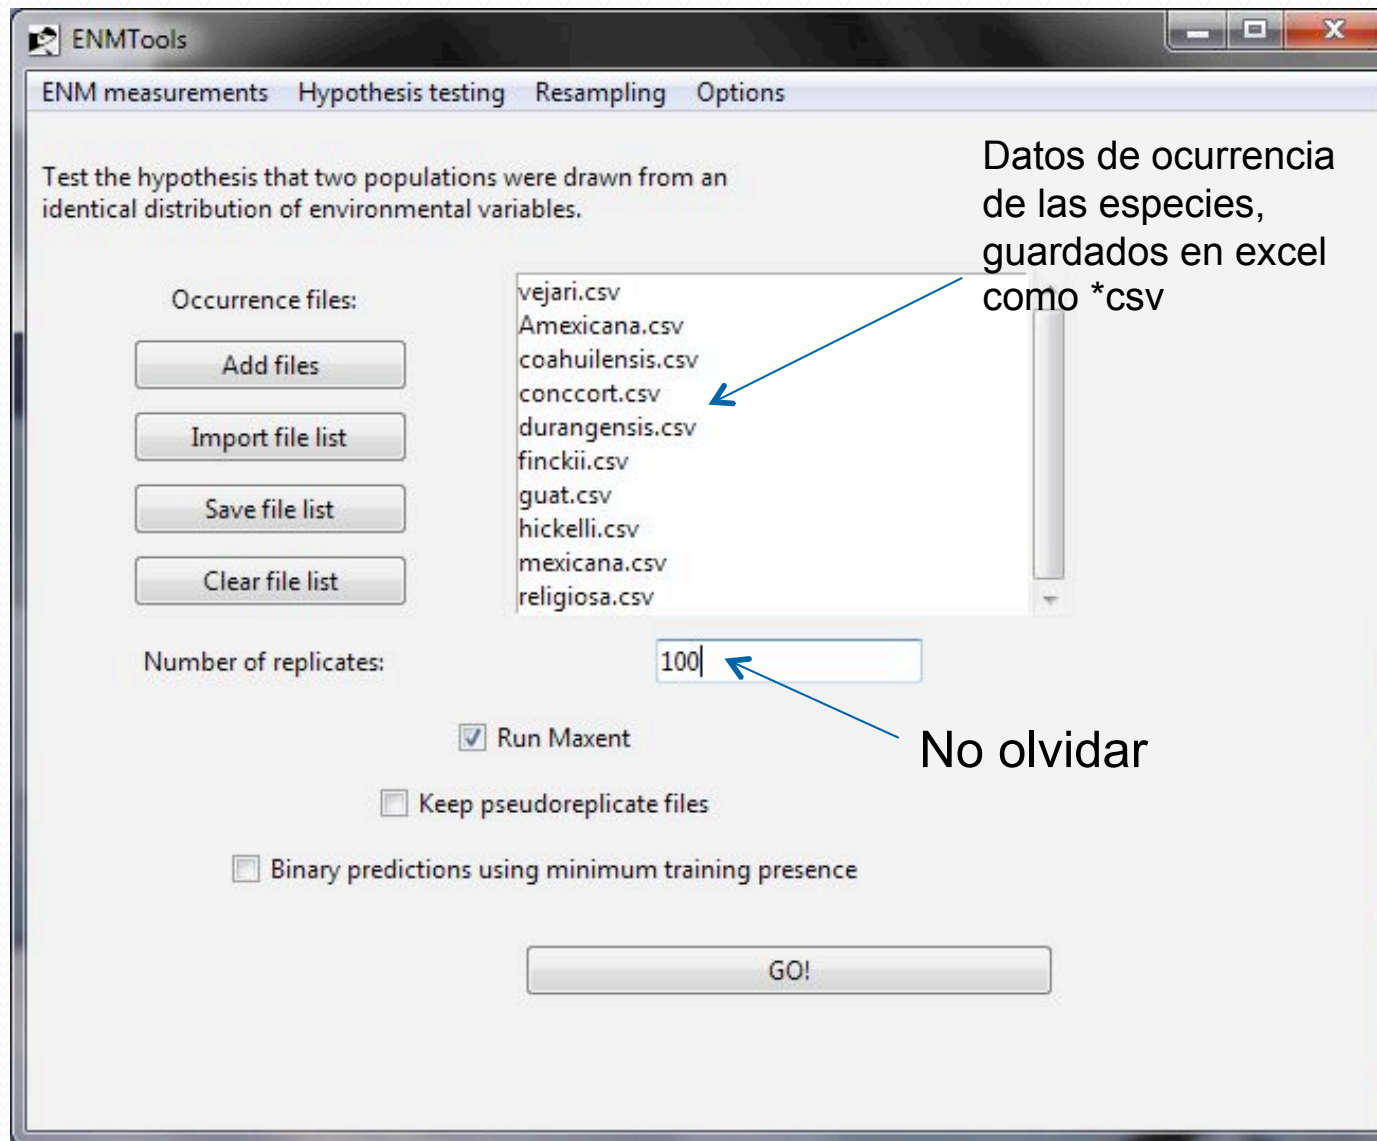 ENMTools
ENM measurements Hypothesis testing Resampling Options
Test the hypothesis that two populations were drawn from an
identical distribution of environmental variables.
Datos de ocurrencia
de las especies,
guardados en excel
como *csv
Occurrence files:
Add files
Import file list
Save file list
Clear file list
vejari.csv
Amexicana.csv
coahuilensis.csv
conccort.csv
durangensis.csv
finckii.csv
guat.csv
hickelli.csv
mexicana.csv
religiosa.csv
Number of replicates:
100
No olvidar
Run Maxent
Keep pseudoreplicate files
Binary predictions using minimum training presence
GO!